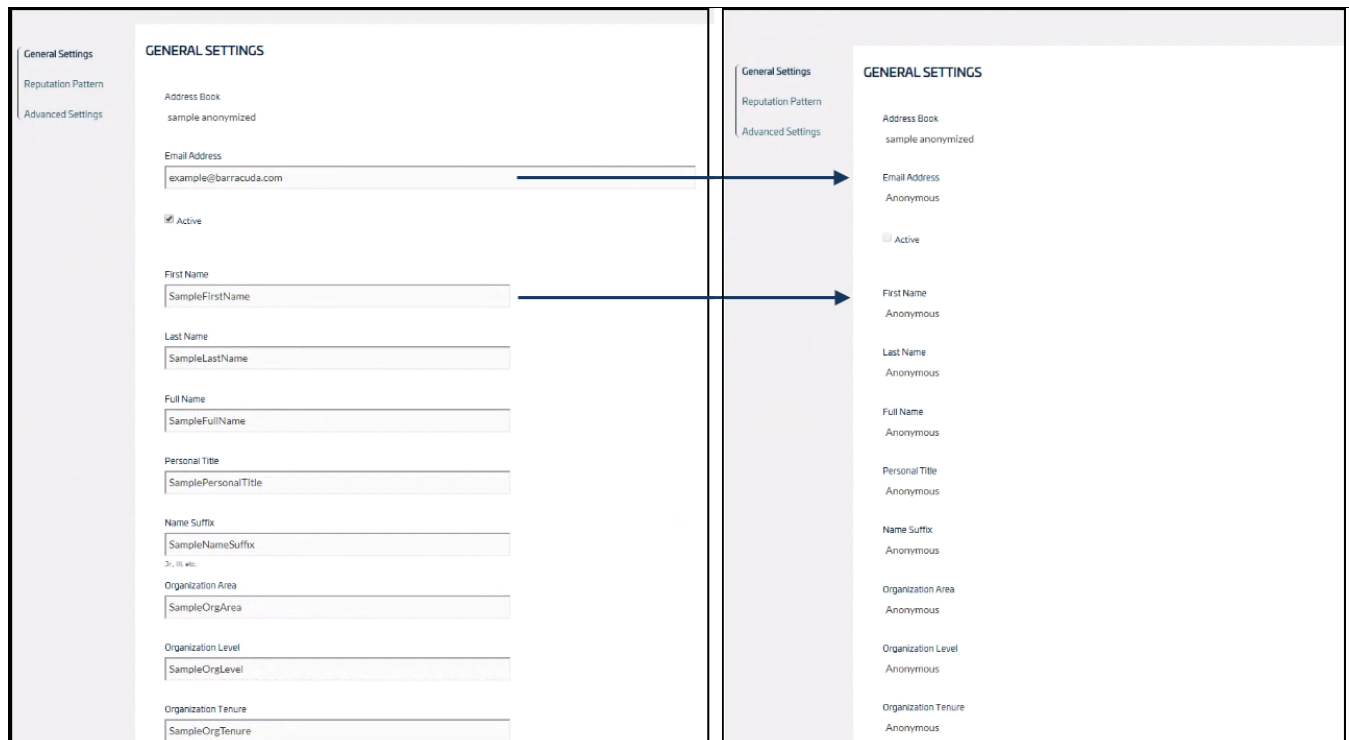 General Settings
Reputation Pattern
Advanced Settings
GENERAL SETTINGS
Address Book
sample anonymized
Email Address
example@barracuda.com
Active
First Name
SampleFirstName
Last Name
SampleLastName
Full Name
SampleFullName
Personal Title
SamplePersonalTitle
Name Suffix
SampleNameSuffix
Jr., III, etc.
Organization Area
SampleOrgArea
Organization Level
SampleOrgLevel
Organization Tenure
SampleOrgTenure
General Settings
Reputation Pattern
Advanced Settings
GENERAL SETTINGS
Address Book
sample anonymized
Email Address
Anonymous
Active
First Name
Anonymous
Last Name
Anonymous
Full Name
Anonymous
Personal Title
Anonymous
Name Suffix
Anonymous
Organization Area
Anonymous
Organization Level
Anonymous
Organization Tenure
Anonymous